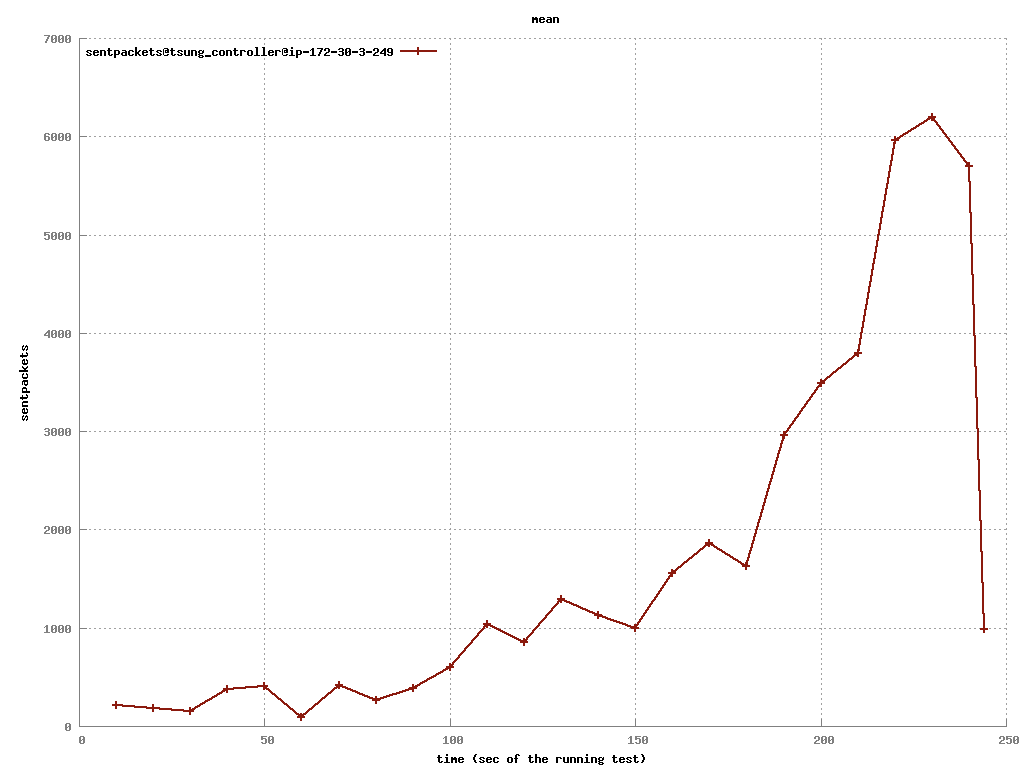 mean
7000
sentpackets@tsung_controller@ip-172-30-3-249
6000
5000
4000
sentpackets
3000
2000
1000
0
0 50 100 150 200 250
time (sec of the running test)